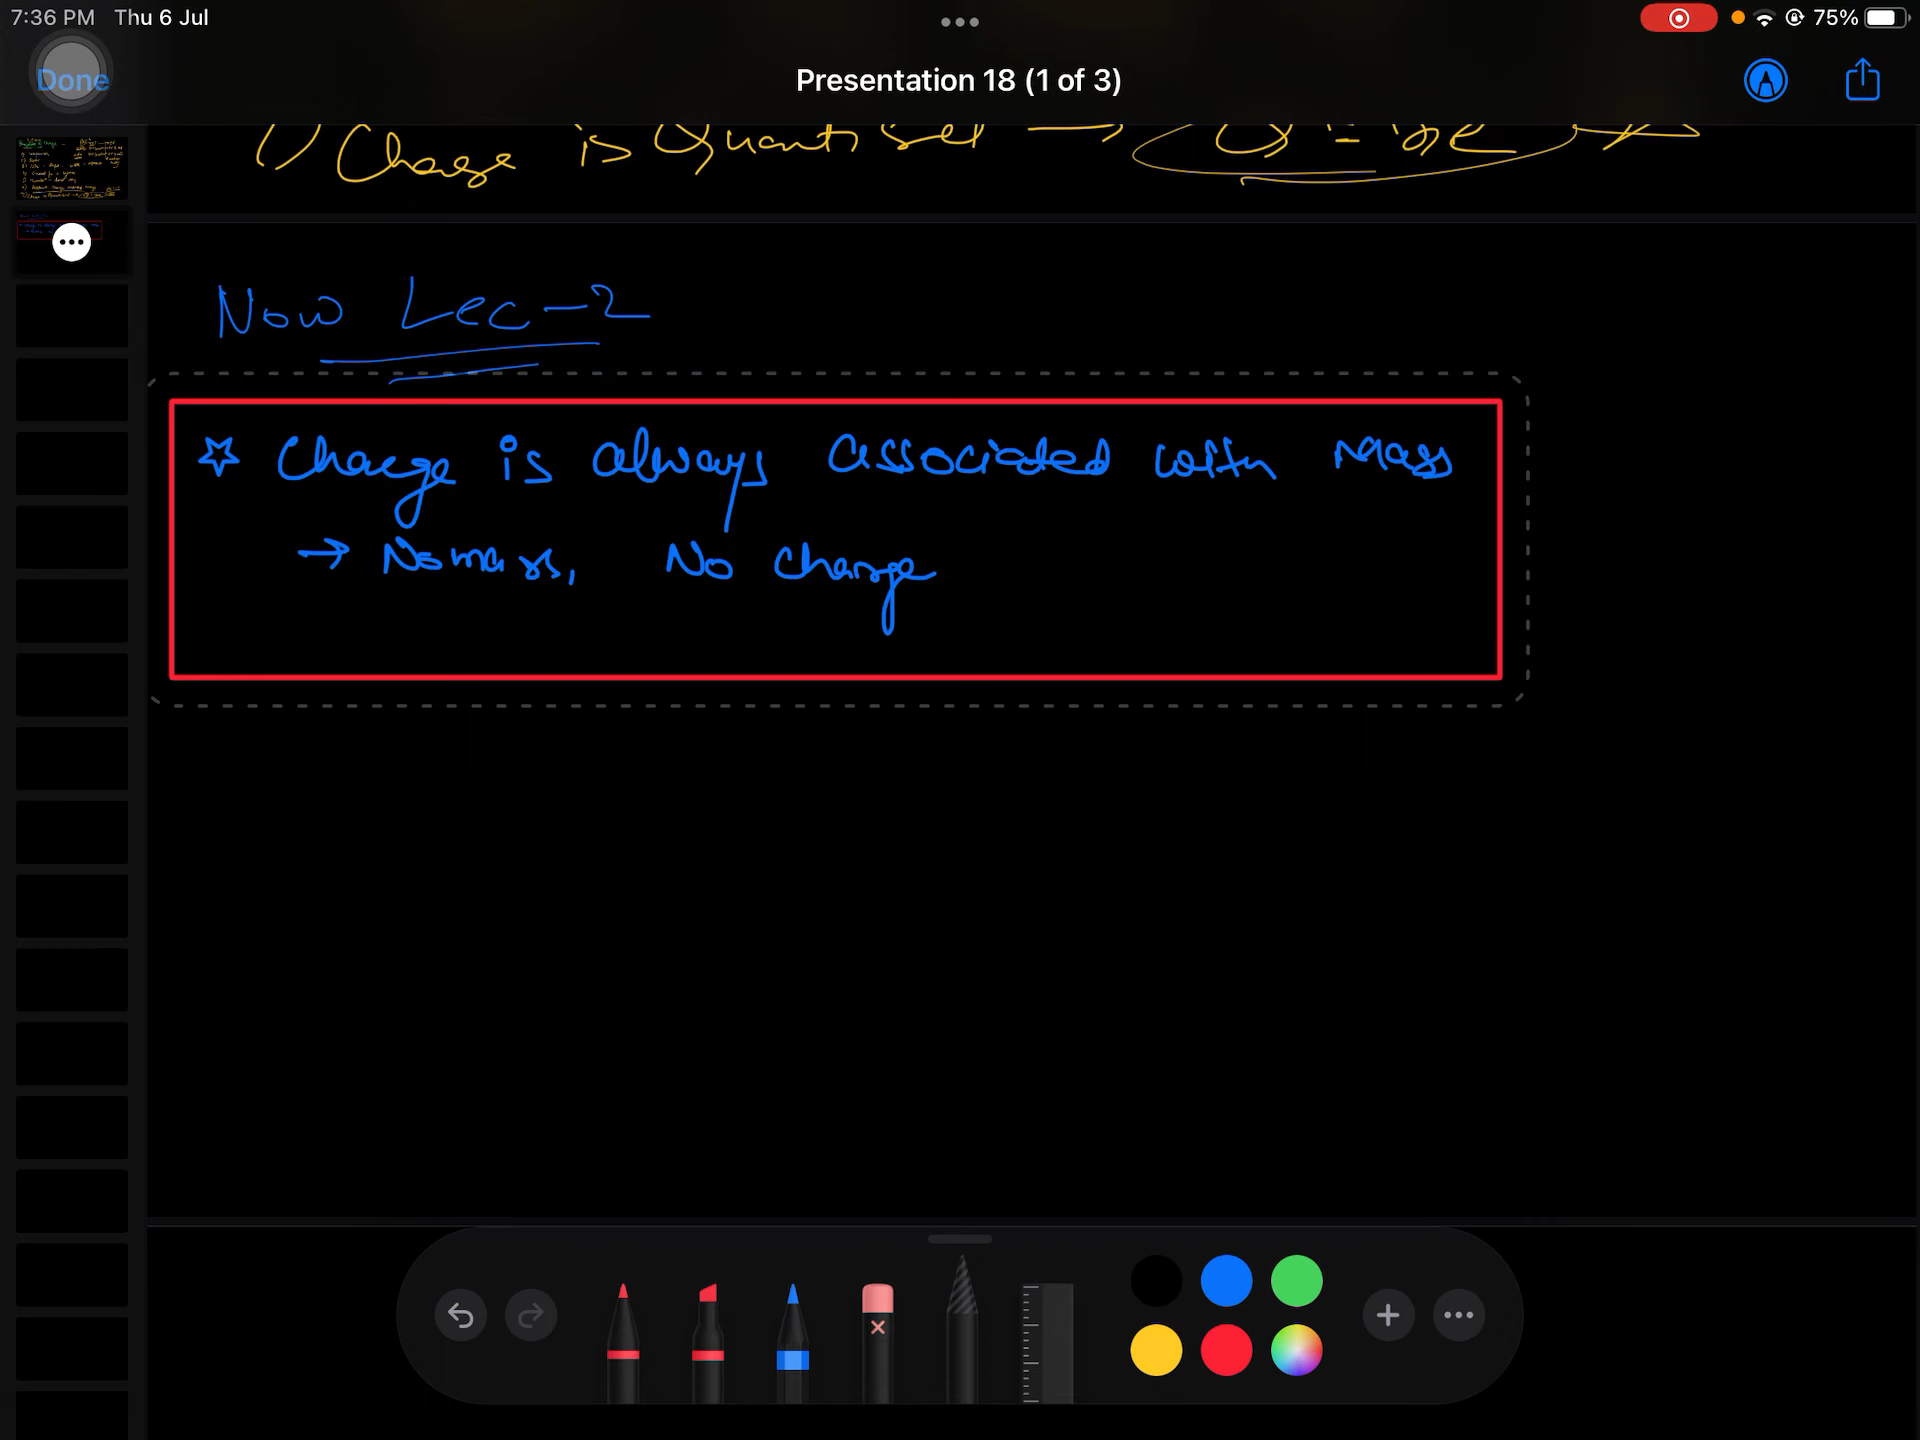 7:36 PM Thu 6 Jul
75%
Done
Presentation 18 (1 of 3)
1) Charge is Quantised →
Now Lec-2
☆ Charge is always associated with Mass
→ No mass, No charge